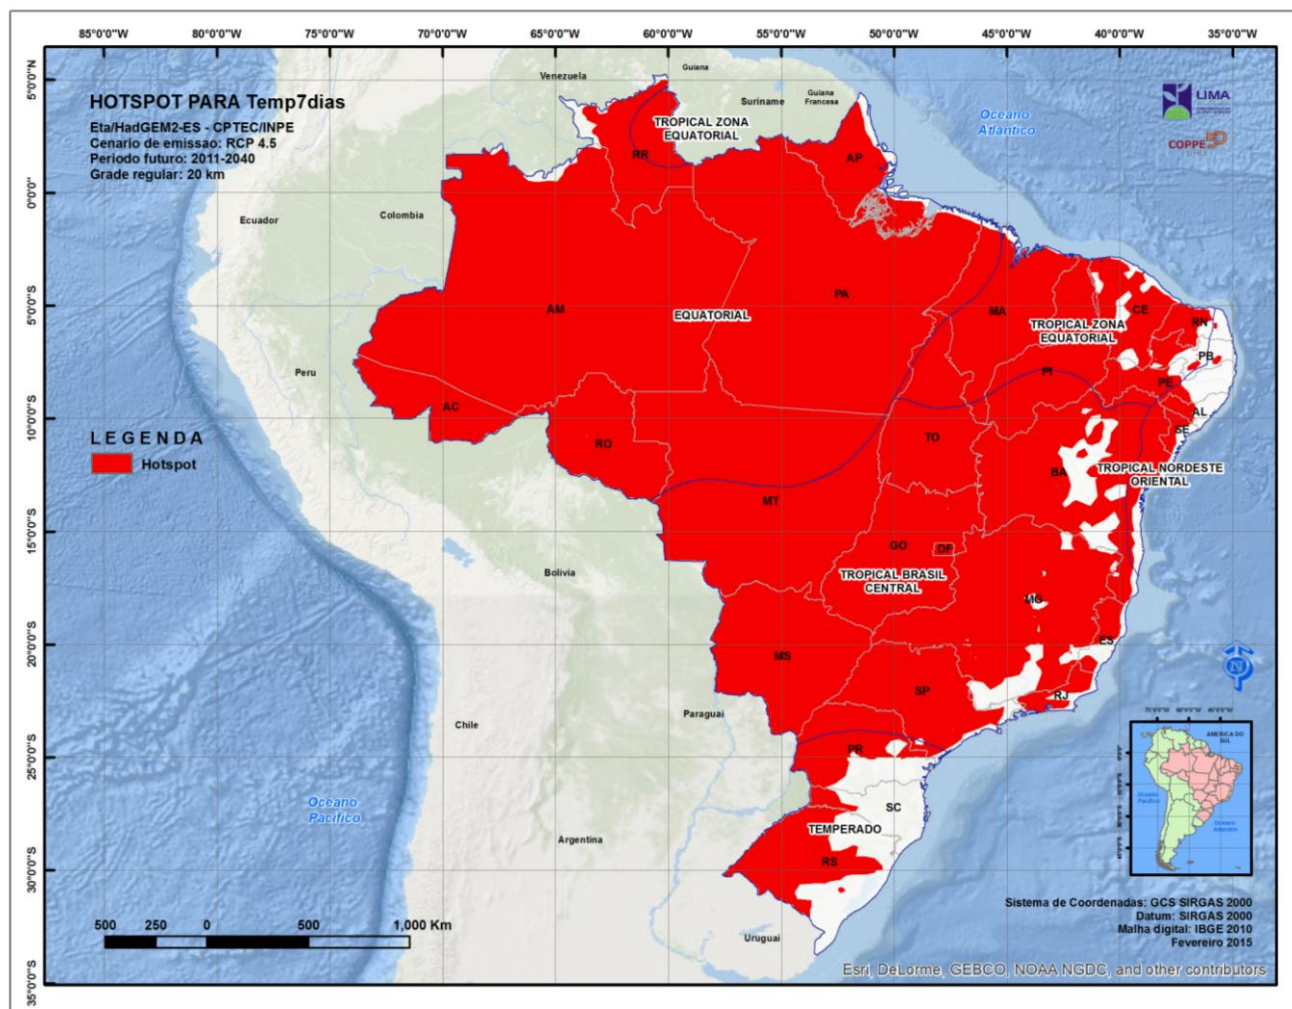 85°0'0"W 80°0'0"W 75°0'0"W 70°0'0"W 65°0'0"W 60°0'0"W 55°0'0"W 50°0'0"W 45°0'0"W 40°0'0"W 35°0'0"W
5°0'0"N
0°0'0"
5°0'0"S
10°0'0"S
15°0'0"S
20°0'0"S
25°0'0"S
30°0'0"S
35°0'0"S
HOTSPOT PARA Temp7dias
Eta/HadGEM2-ES - CPTEC/INPE
Cenario de emissao: RCP 4.5
Periodo futuro: 2011-2040
Grade regular: 20 km
Venezuela
Guiana
Suriname
Guiana
Francesa
Oceano
Atlantico
LIMA
COPPE
TROPICAL ZONA
EQUATORIAL
RR
AP
Ecuador
Colombia
AM
PA
EQUATORIAL
MA
TROPICAL ZONA
EQUATORIAL
CE
RN
PB
PI
PE
Peru
AC
AL
SE
LEGENDA
Hotspot
RO
TO
BA
TROPICAL NORDESTE
ORIENTAL
MT
GO
DF
Bolivia
TROPICAL BRASIL
CENTRAL
MG
ES
MS
SP
RJ
Paraguai
Chile
PR
Oceano
Pacifico
SC
TEMPERADO
Argentina
RS
Uruguai
N
AMERICA DO
SUL
Oceano
Pacifico
Oceano
Atlantico
500 250 0 500 1,000 Km
Sistema de Coordenadas: GCS SIRGAS 2000
Datum: SIRGAS 2000
Malha digital: IBGE 2010
Fevereiro 2015
Esri, DeLorme, GEBCO, NOAA NGDC, and other contributors